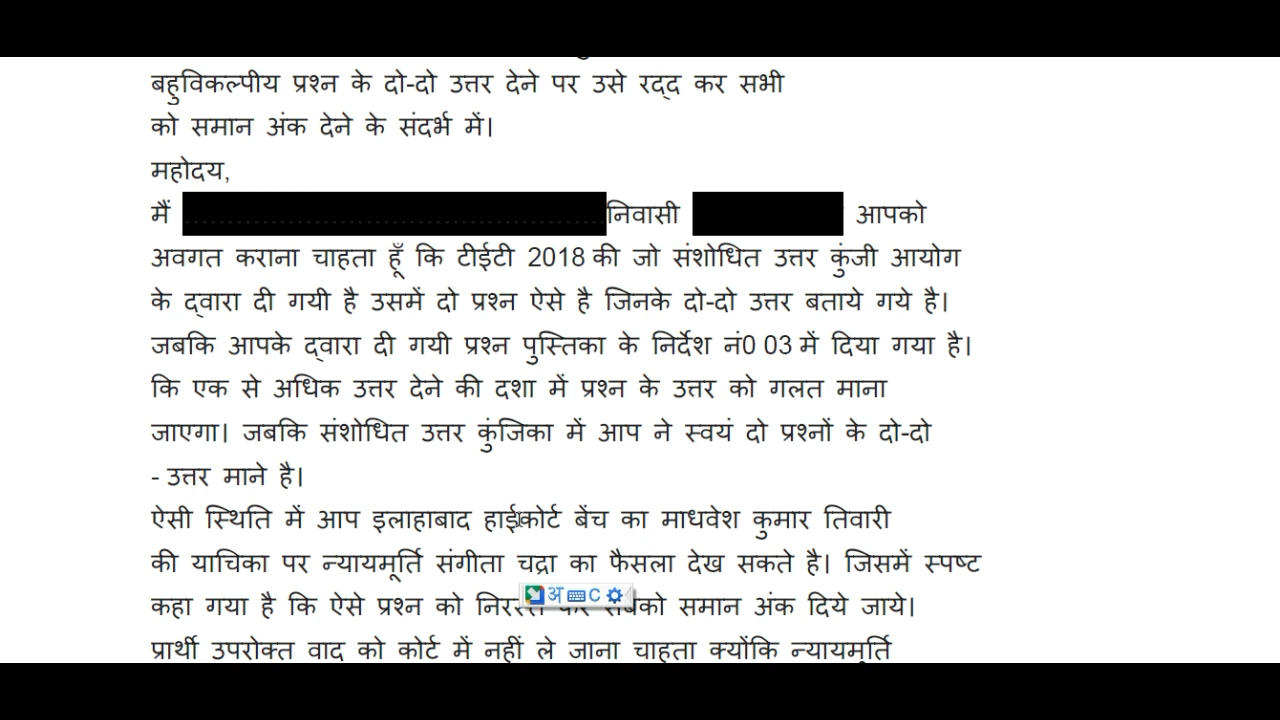 बहुविकल्पीय प्रश्न के दो-दो उत्तर देने पर उसे रद्द कर सभी
को समान अंक देने के संदर्भ में।
महोदय,
मैं निवासी आपको
अवगत कराना चाहता हूँ कि टीईटी 2018 की जो संशोधित उत्तर कुंजी आयोग
के द्वारा दी गयी है उसमें दो प्रश्न ऐसे है जिनके दो-दो उत्तर बताये गये है।
जबकि आपके द्वारा दी गयी प्रश्न पुस्तिका के निर्देश नं0 03 में दिया गया है।
कि एक से अधिक उत्तर देने की दशा में प्रश्न के उत्तर को गलत माना
जाएगा। जबकि संशोधित उत्तर कुंजिका में आप ने स्वयं दो प्रश्नों के दो-दो
- उत्तर माने है।
ऐसी स्थिति में आप इलाहाबाद हाईकोर्ट बेंच का माधवेश कुमार तिवारी
की याचिका पर न्यायमूर्ति संगीता चद्रा का फैसला देख सकते है। जिसमें स्पष्ट
कहा गया है कि ऐसे प्रश्न को समान अंक दिये जाये।
प्रार्थी उपरोक्त वाद को कोर्ट में नहीं ले जाना चाहता क्योंकि न्यायमूर्ति